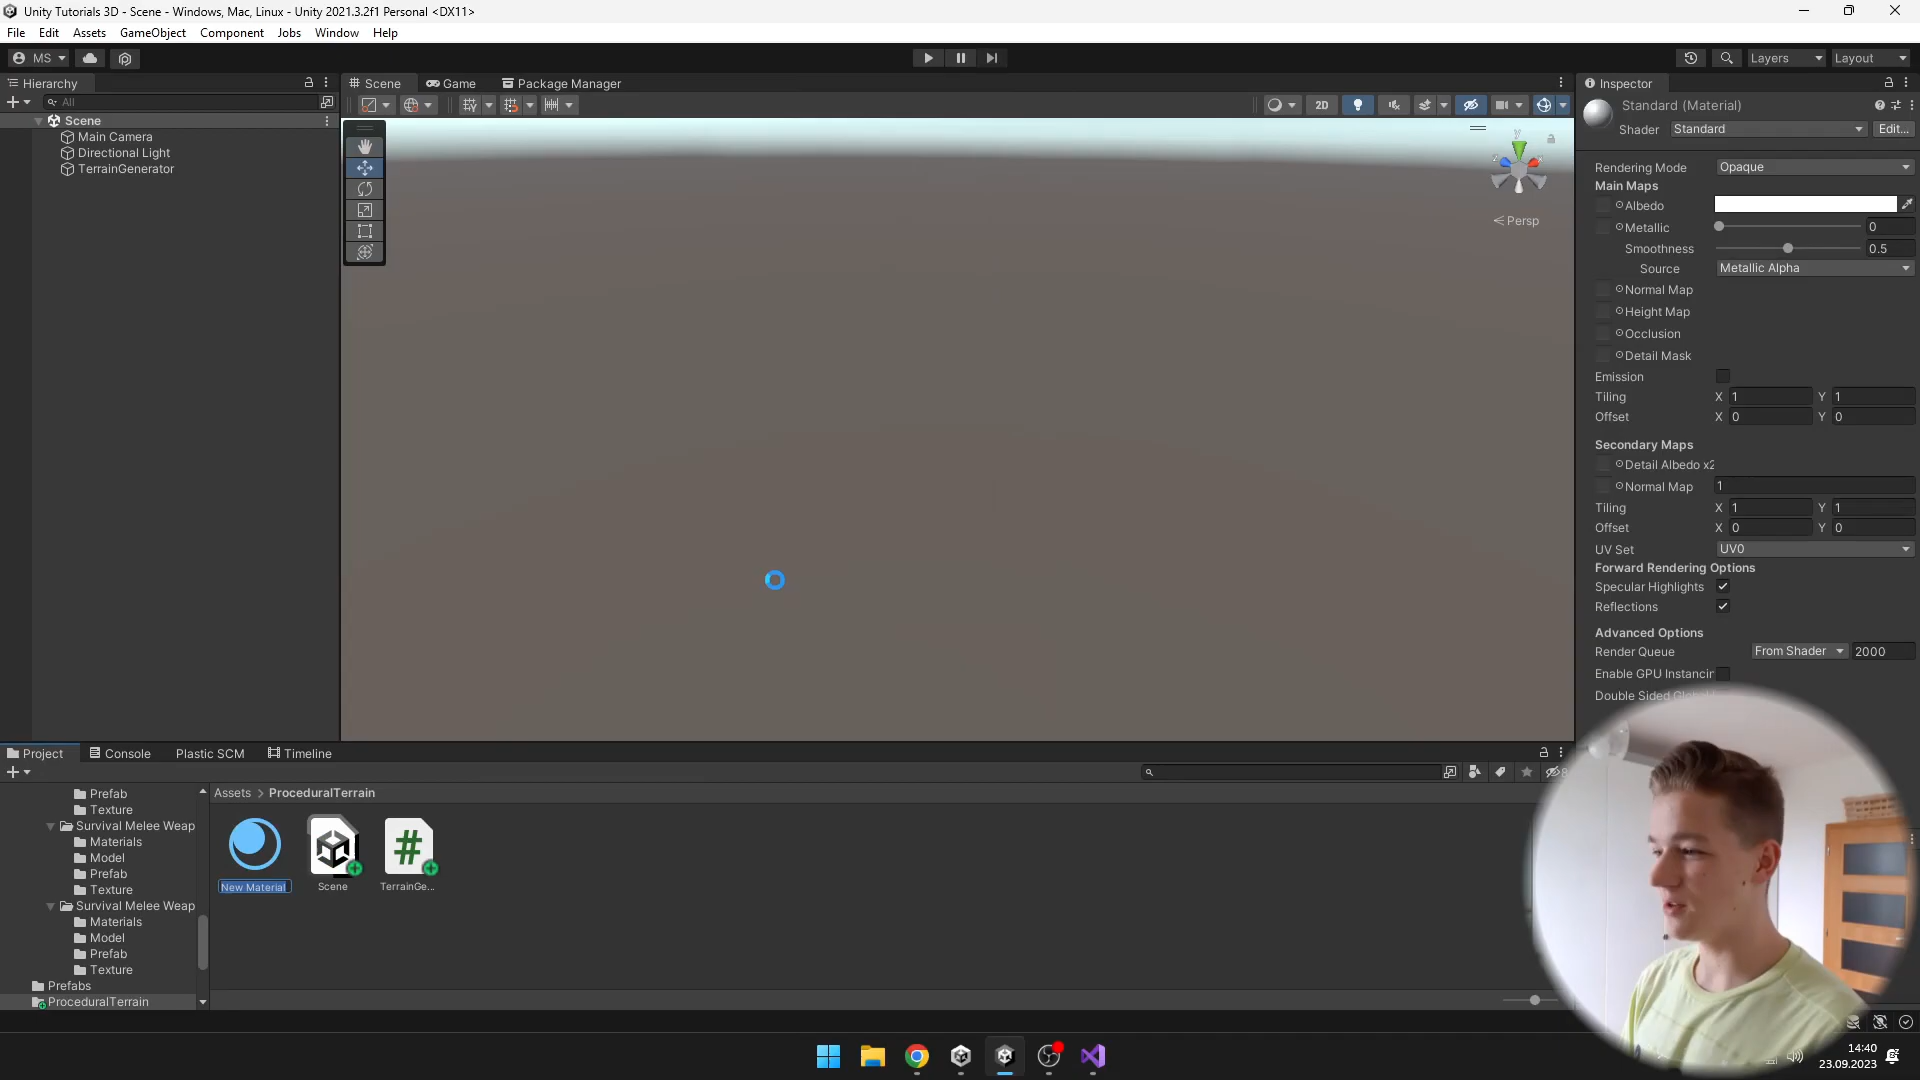 Unity Tutorials 3D - Scene - Windows, Mac, Linux - Unity 2021.3.2f1 Personal <DX11>
File Edit Assets GameObject Component Jobs Window Help
MS
Layers
Layout
Hierarchy
Scene
Game
Package Manager
Inspector
All
2D
Scene
Main Camera
Directional Light
TerrainGenerator
y
Persp
Standard (Material)
Shader Standard Edit...
Rendering Mode Opaque
Main Maps
Albedo
Metallic 0
Smoothness 0.5
Source Metallic Alpha
Normal Map
Height Map
Occlusion
Detail Mask
Emission
Tiling X 1 Y 1
Offset X 0 Y 0
Secondary Maps
Detail Albedo x2
Normal Map 1
Tiling X 1 Y 1
Offset X 0 Y 0
UV Set UV0
Forward Rendering Options
Specular Highlights
Reflections
Advanced Options
Render Queue From Shader 2000
Enable GPU Instancin
Double Sided
Project
Console
Plastic SCM
Timeline
Prefab
Texture
Survival Melee Weap
Materials
Model
Prefab
Texture
Survival Melee Weap
Materials
Model
Prefab
Texture
Prefabs
ProceduralTerrain
Assets > ProceduralTerrain
New Material
Scene
TerrainGe...
#
14:40
23.09.2023